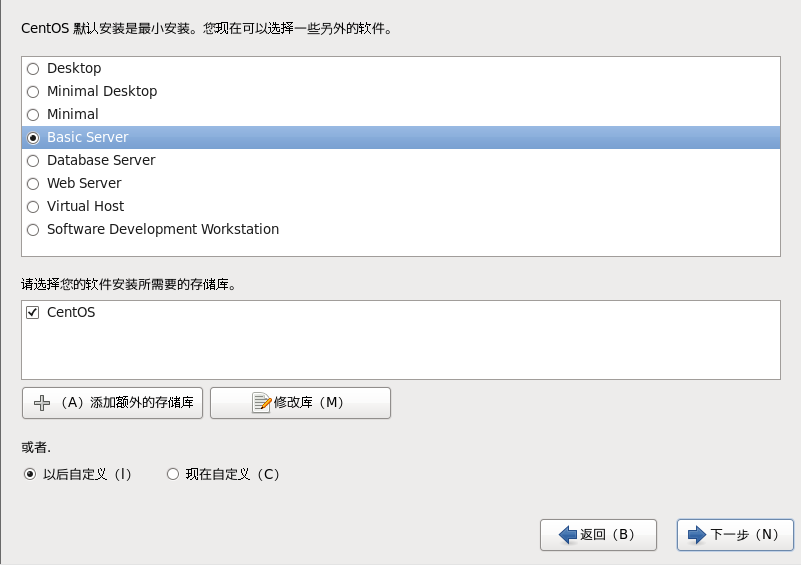 CentOS 默认安装是最小安装。您现在可以选择一些另外的软件。
Desktop
Minimal Desktop
Minimal
Basic Server
Database Server
Web Server
Virtual Host
Software Development Workstation
请选择您的软件安装所需要的存储库。
CentOS
（A）添加额外的存储库 修改库（M）
或者.
以后自定义（l） 现在自定义（C）
返回（B） 下一步（N）